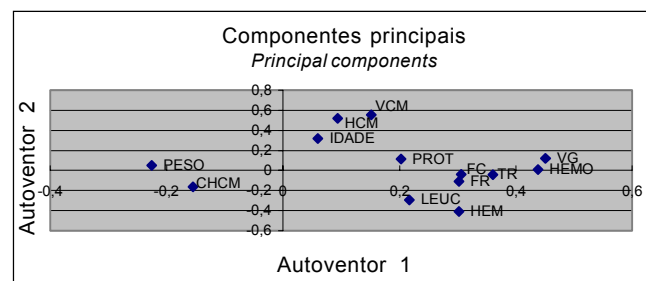 Componentes principais
Principal components
Autoventor 2
0,8
0,6
0,4
0,2
0
-0,2
-0,4
-0,6
-0,4
-0,2
0
0,2
0,4
0,6
VCM
HCM
IDADE
PROT
VG
PESO
FC
TR
HEMO
CHCM
FR
LEUC
HEM
Autoventor 1